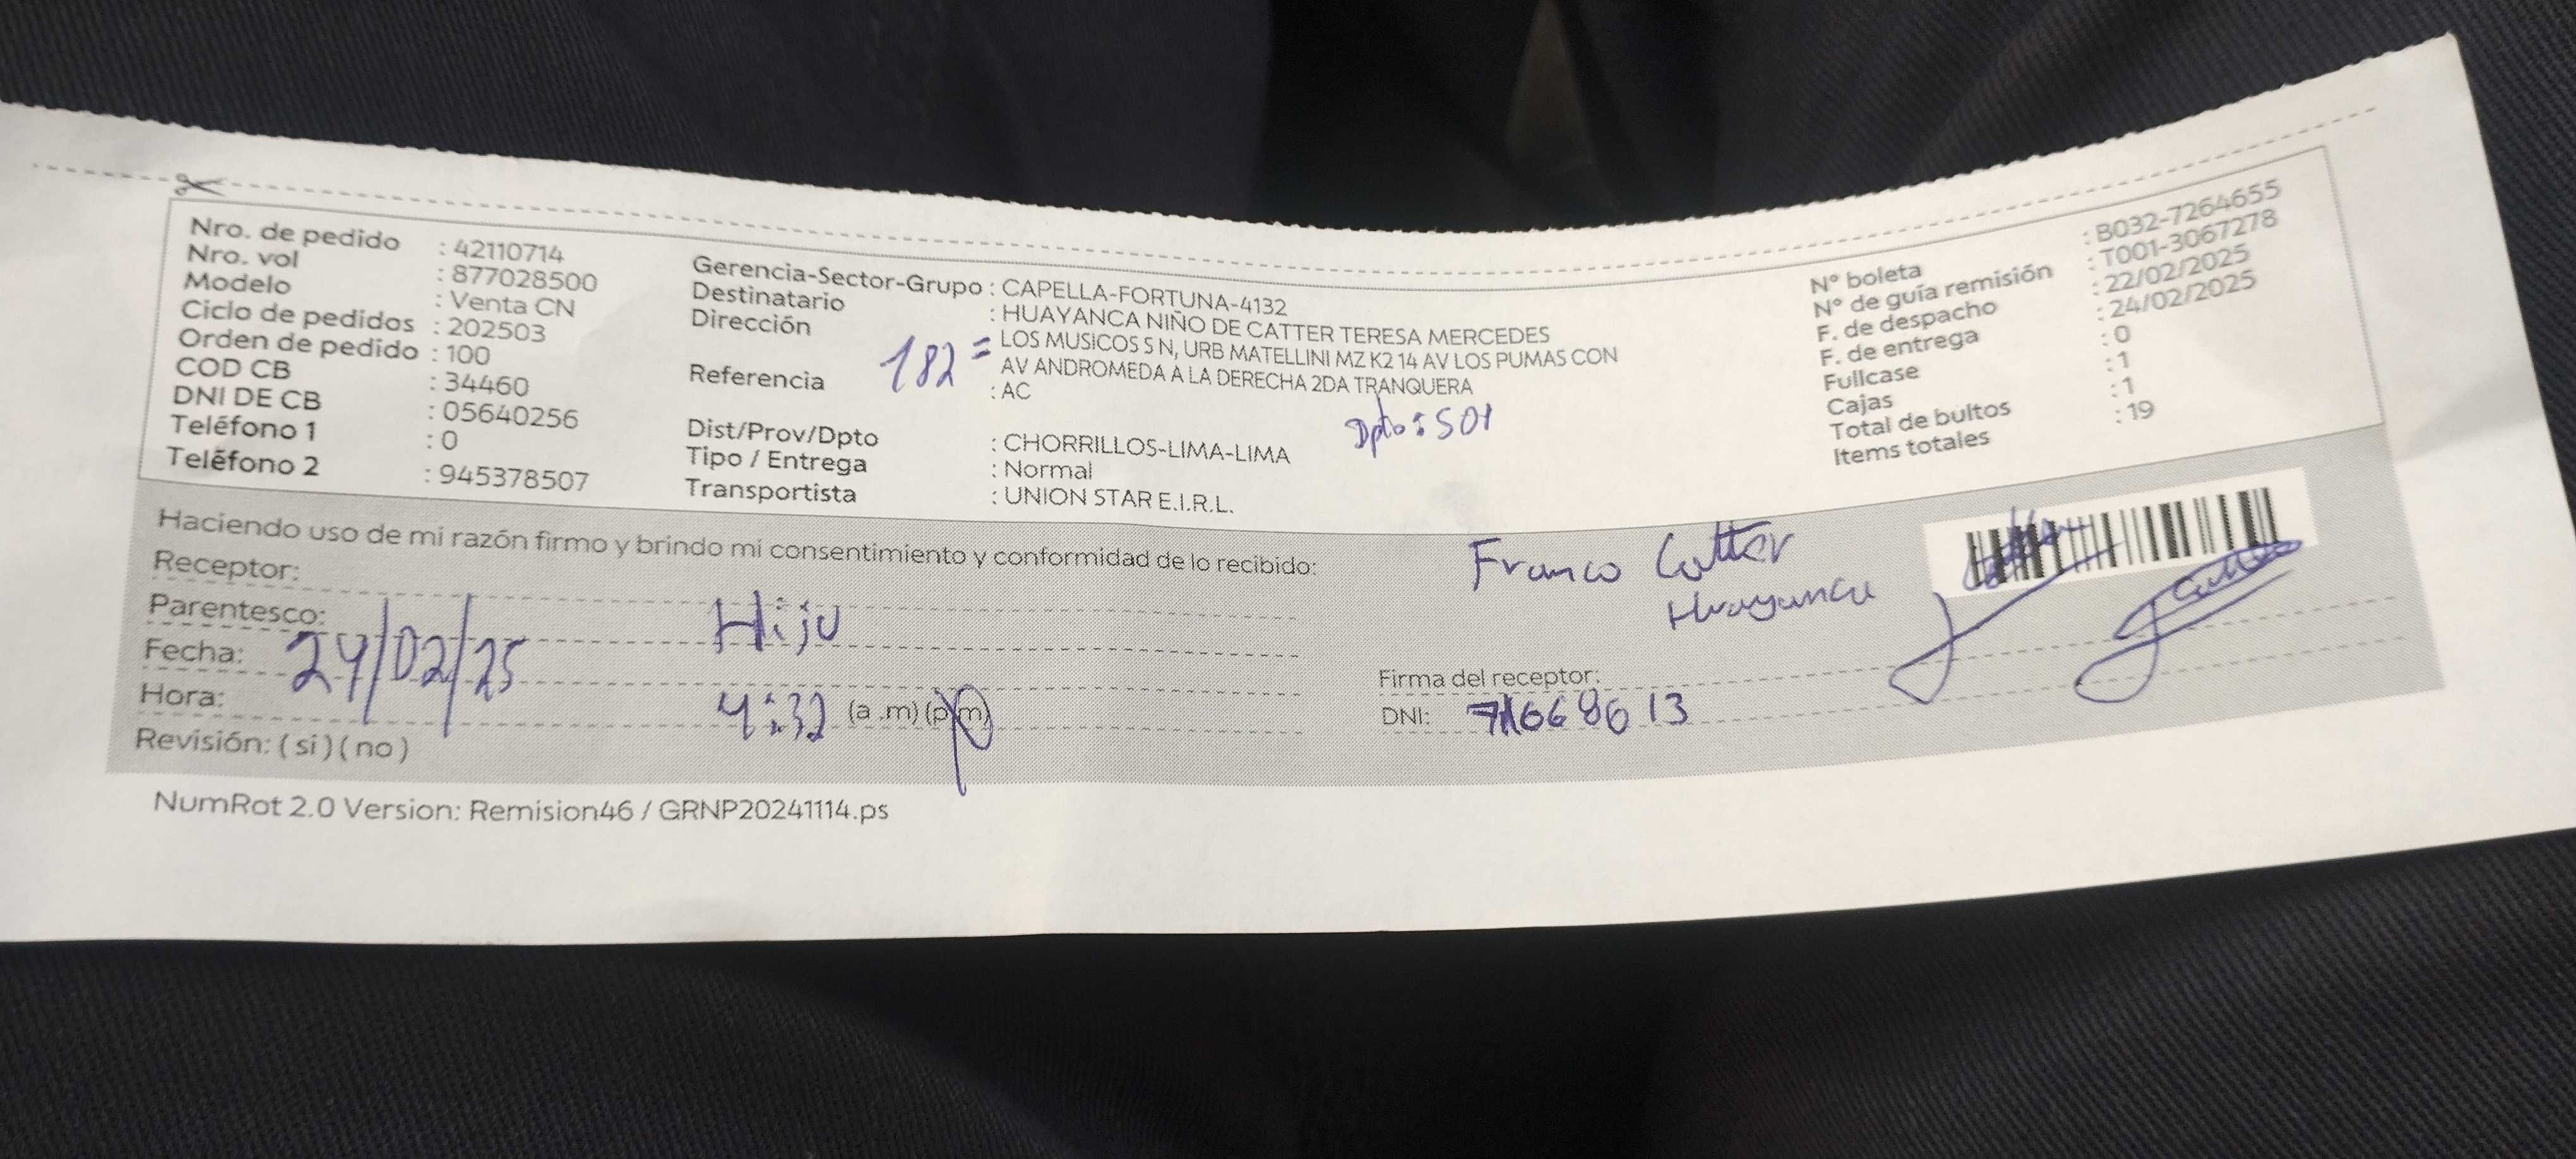 Nro. de pedido : 42110714
Nro. vol : 877028500
Modelo : Venta CN
Ciclo de pedidos : 202503
Orden de pedido : 100
COD CB : 34460
DNI DE CB : 05640256
Teléfono 1 : 0
Teléfono 2 : 945378507
Gerencia-Sector-Grupo : CAPELLA-FORTUNA-4132
Destinatario : HUAYANCA NIÑO DE CATTER TERESA MERCEDES
Dirección : LOS MUSICOS S N, URB MATELLINI MZ K2 14 AV LOS PUMAS CON
182 =
AV ANDROMEDA A LA DERECHA 2DA TRANQUERA
Referencia : AC
Dpto : 501
Dist/Prov/Dpto : CHORRILLOS-LIMA-LIMA
Tipo / Entrega : Normal
Transportista : UNION STAR E.I.R.L.
N° boleta : B032-7264655
N° de guía remisión : T001-3067278
F. de despacho : 22/02/2025
F. de entrega : 24/02/2025
Fullcase : 0
Cajas : 1
Total de bultos : 1
Items totales : 19
Haciendo uso de mi razón firmo y brindo mi consentimiento y conformidad de lo recibido:
Receptor:
Franco Catter
Huayanca
Parentesco: Hijo
Fecha: 24/02/25
Hora: 4:32 (a .m) (p.m)
Revisión: ( si ) ( no )
Firma del receptor:
DNI:
NumRot 2.0 Version: Remision46 / GRNP20241114.ps